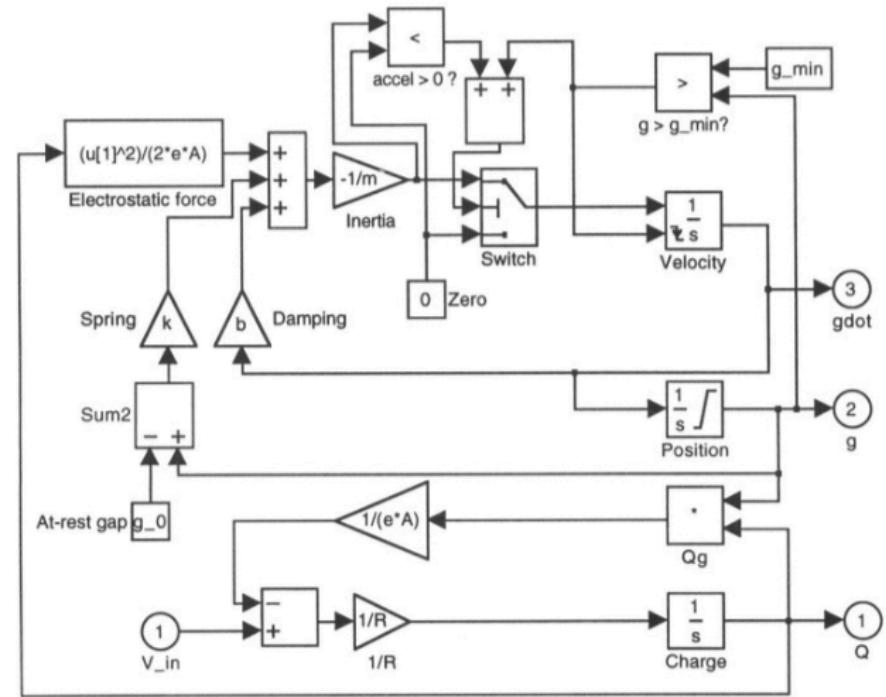 <
accel > 0 ?
+ +
>
g > g_min?
g_min
(u[1]^2)/(2*e*A)
Electrostatic force
+
+
+
-1/m
Inertia
Switch
1
s
Velocity
0
Zero
3
gdot
Spring
k
b
Damping
Sum2
− +
1
s
Position
2
g
At-rest gap
g_0
1/(e*A)
*
Qg
1
V_in
−
+
1/R
1/R
1
s
Charge
1
Q